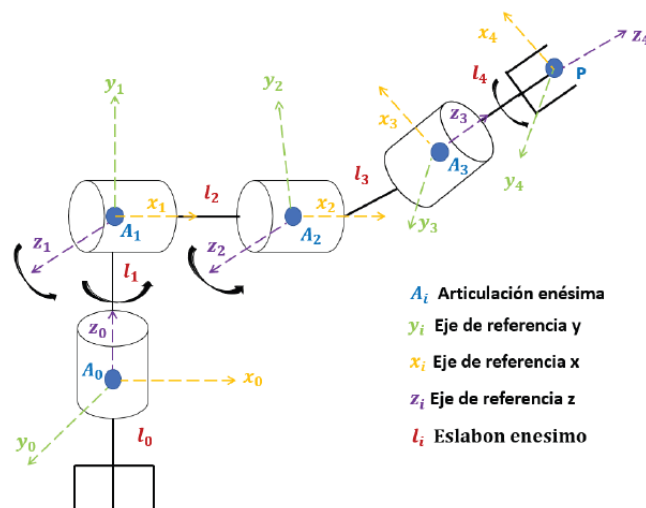 x₄
z₄
y₁
y₂
l₄
P
x₃
z₃
A₃
y₄
l₃
y₃
l₂
x₁
x₂
A₁
A₂
z₁
z₂
l₁
z₀
A₀
x₀
y₀
l₀
Aᵢ Articulación enésima
yᵢ Eje de referencia y
xᵢ Eje de referencia x
zᵢ Eje de referencia z
lᵢ Eslabon enesimo